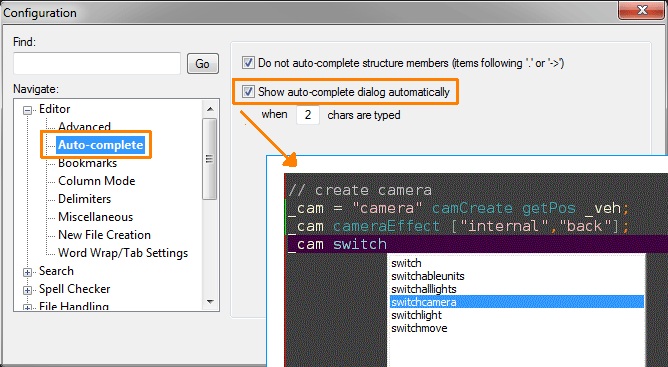 Configuration
Find:
Go
Navigate:
Editor
Advanced
Auto-complete
Bookmarks
Column Mode
Delimiters
Miscellaneous
New File Creation
Word Wrap/Tab Settings
Search
Spell Checker
File Handling
Do not auto-complete structure members (items following '.' or '->')
Show auto-complete dialog automatically
when 2 chars are typed
// create camera
_cam = "camera" camCreate getPos _veh;
_cam cameraEffect ["internal","back"];
_cam switch
switch
switchableunits
switchalllights
switchcamera
switchlight
switchmove